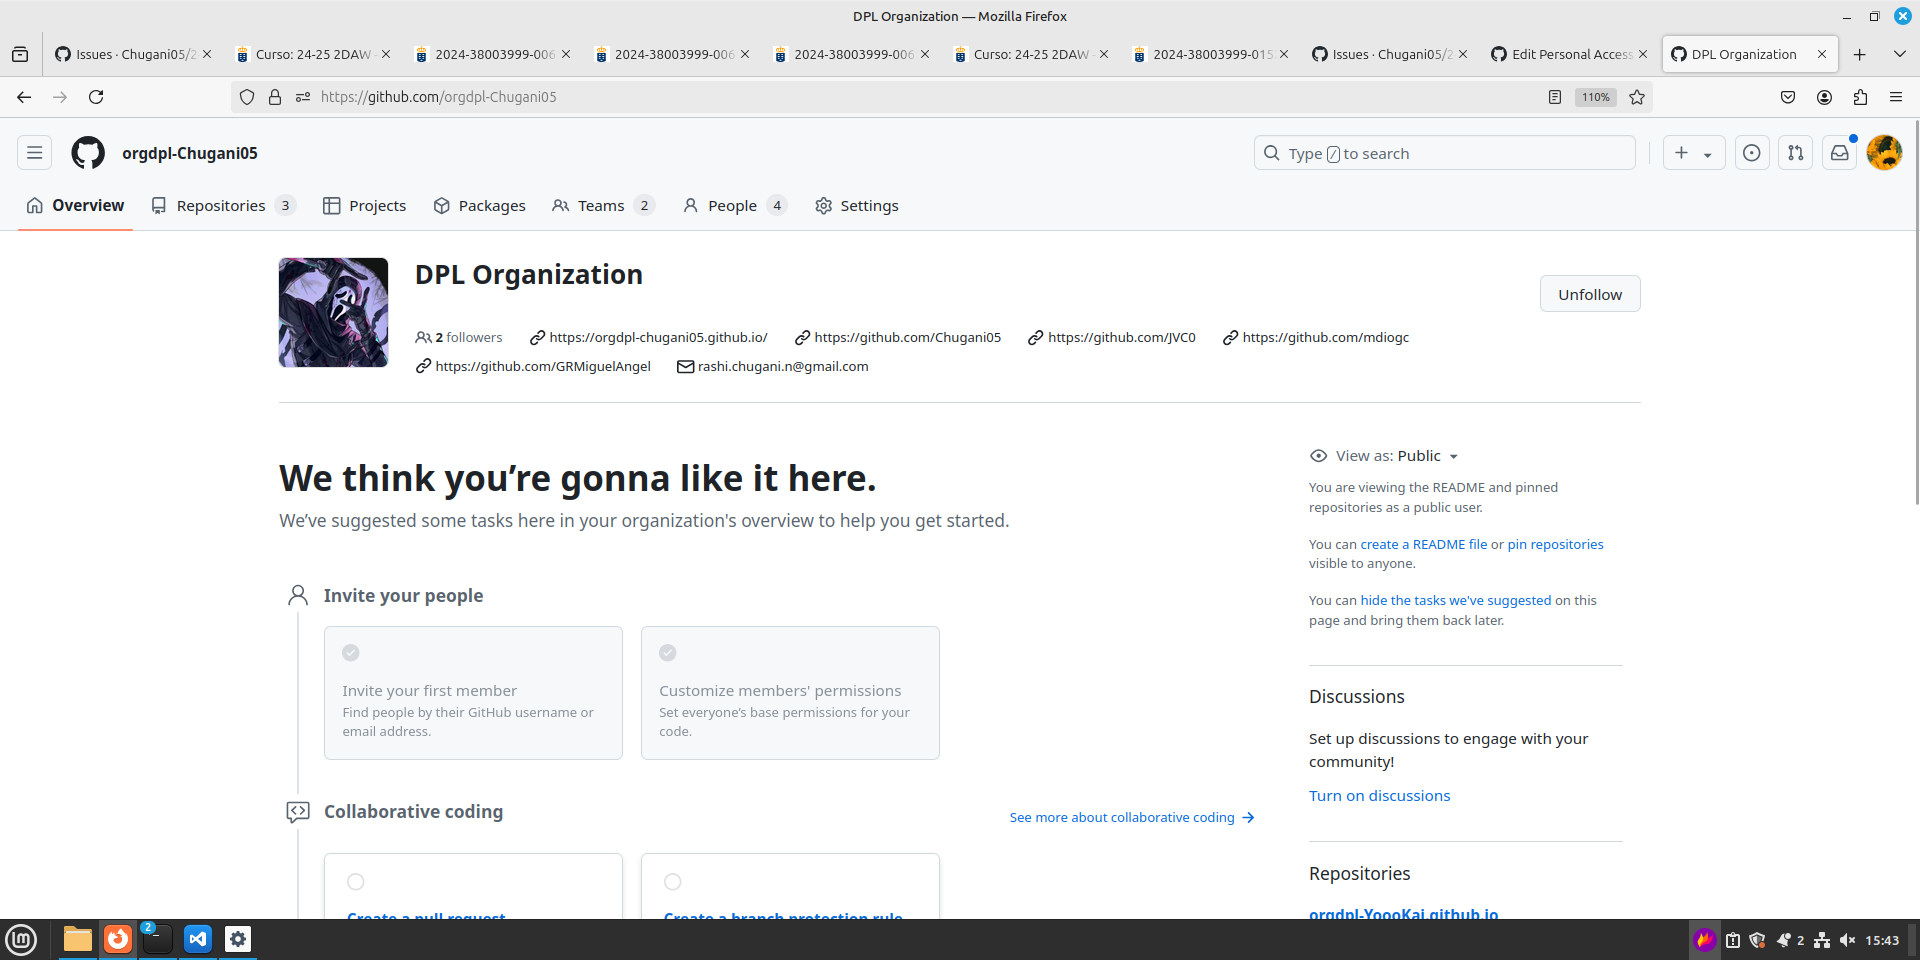 DPL Organization — Mozilla Firefox
Issues · Chugani05/2
Curso: 24-25 2DAW -
2024-38003999-006
2024-38003999-006
2024-38003999-006
Curso: 24-25 2DAW -
2024-38003999-015
Issues · Chugani05/2
Edit Personal Access
DPL Organization
https://github.com/orgdpl-Chugani05
110%
orgdpl-Chugani05
Type / to search
Overview
Repositories 3
Projects
Packages
Teams 2
People 4
Settings
DPL Organization
Unfollow
2 followers
https://orgdpl-chugani05.github.io/
https://github.com/Chugani05
https://github.com/JVC0
https://github.com/mdiogc
https://github.com/GRMiguelAngel
rashi.chugani.n@gmail.com
We think you’re gonna like it here.
We’ve suggested some tasks here in your organization's overview to help you get started.
Invite your people
Invite your first member
Find people by their GitHub username or
email address.
Customize members' permissions
Set everyone’s base permissions for your
code.
Collaborative coding
See more about collaborative coding
Create a pull request
Create a branch protection rule
View as: Public
You are viewing the README and pinned
repositories as a public user.
You can create a README file or pin repositories
visible to anyone.
You can hide the tasks we've suggested on this
page and bring them back later.
Discussions
Set up discussions to engage with your
community!
Turn on discussions
Repositories
orgdpl-YoooKai.github.io
2
2
15:43